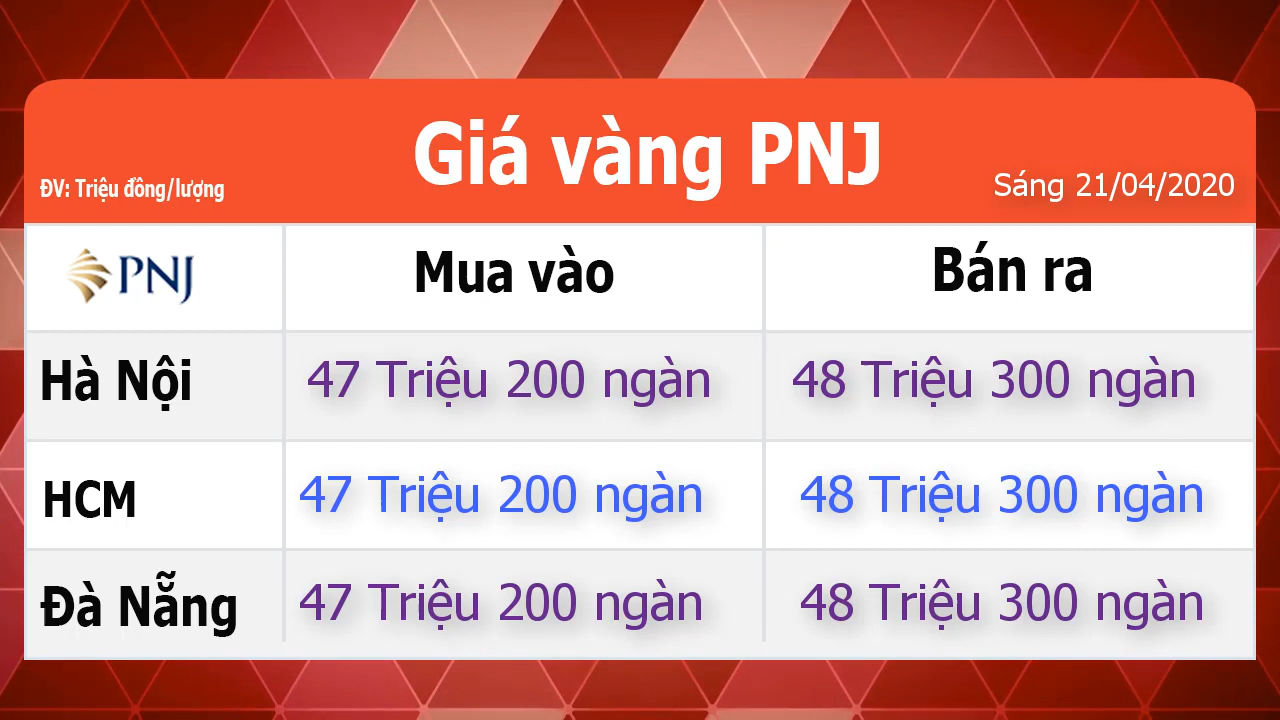 Giá vàng PNJ
ĐV: Triệu đồng/lượng
Sáng 21/04/2020
PNJ
Mua vào
Bán ra
Hà Nội
47 Triệu 200 ngàn
48 Triệu 300 ngàn
HCM
47 Triệu 200 ngàn
48 Triệu 300 ngàn
Đà Nẵng
47 Triệu 200 ngàn
48 Triệu 300 ngàn